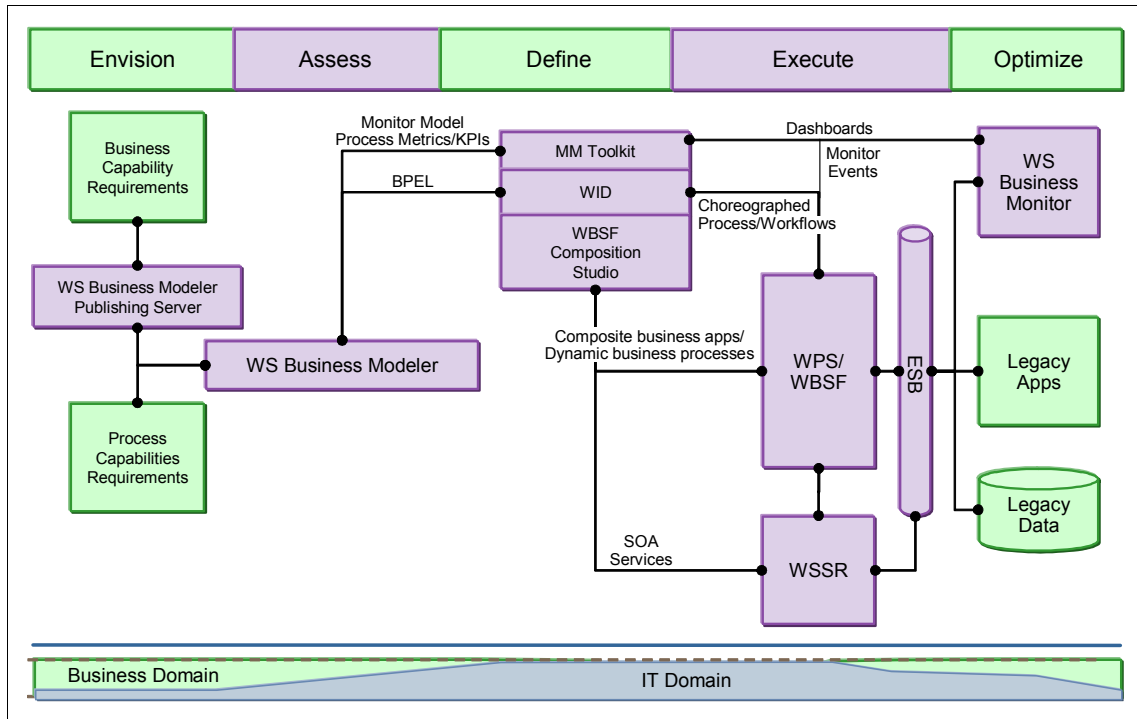 Envision
Assess
Define
Execute
Optimize
Business
Capability
Requirements
WS Business Modeler
Publishing Server
Process
Capabilities
Requirements
WS Business Modeler
Monitor Model
Process Metrics/KPIs
BPEL
MM Toolkit
WID
WBSF
Composition
Studio
Dashboards
Monitor
Events
Choreographed
Process/Workflows
Composite business apps/
Dynamic business processes
SOA
Services
WPS/
WBSF
WSSR
ESB
WS
Business
Monitor
Legacy
Apps
Legacy
Data
Business Domain
IT Domain